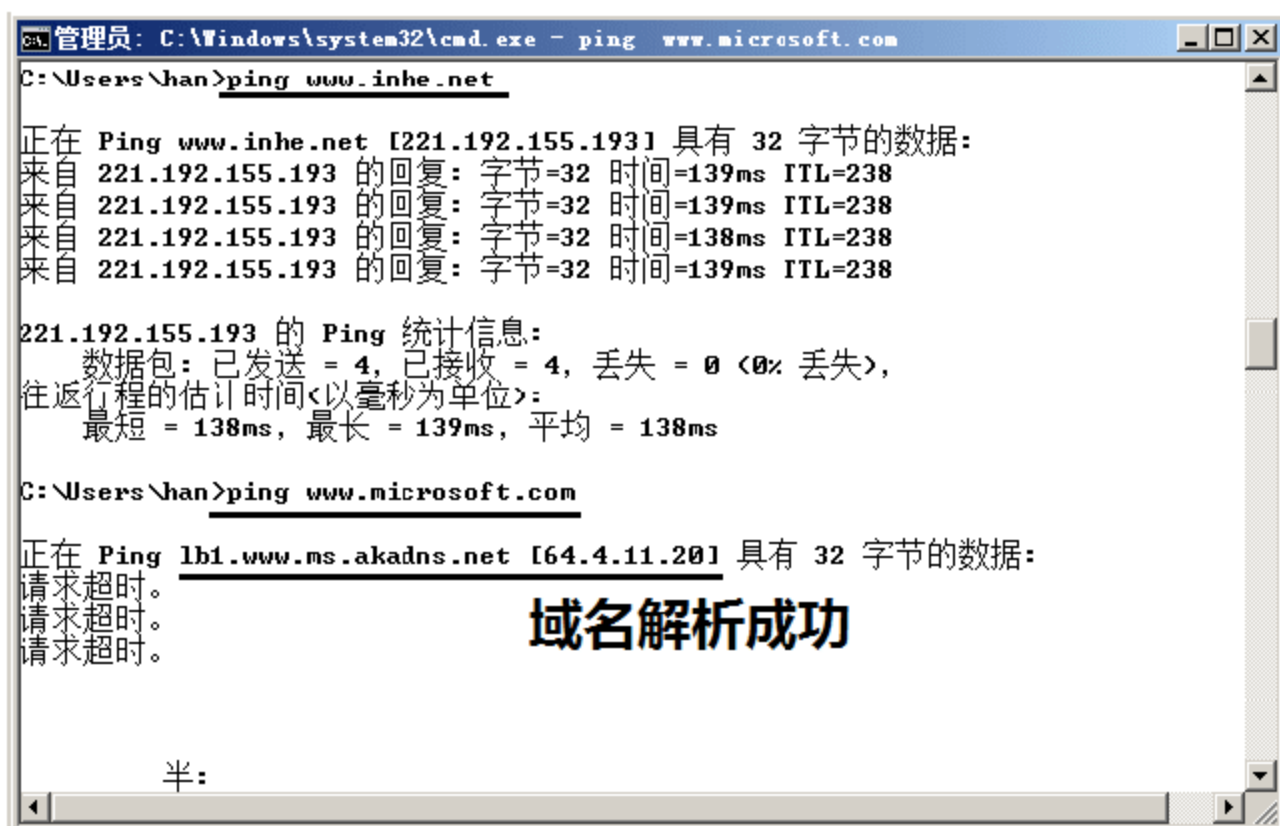 管理员: C:\Windows\system32\cmd.exe - ping www.microsoft.com
C:\Users\han>ping www.inhe.net
正在 Ping www.inhe.net [221.192.155.193] 具有 32 字节的数据:
来自 221.192.155.193 的回复: 字节=32 时间=139ms TTL=238
来自 221.192.155.193 的回复: 字节=32 时间=139ms TTL=238
来自 221.192.155.193 的回复: 字节=32 时间=138ms TTL=238
来自 221.192.155.193 的回复: 字节=32 时间=139ms TTL=238
221.192.155.193 的 Ping 统计信息:
数据包: 已发送 = 4, 已接收 = 4, 丢失 = 0 (0% 丢失),
往返行程的估计时间(以毫秒为单位):
最短 = 138ms, 最长 = 139ms, 平均 = 138ms
C:\Users\han>ping www.microsoft.com
正在 Ping lb1.www.ms.akadns.net [64.4.11.20] 具有 32 字节的数据:
请求超时。
请求超时。
请求超时。
域名解析成功
半: